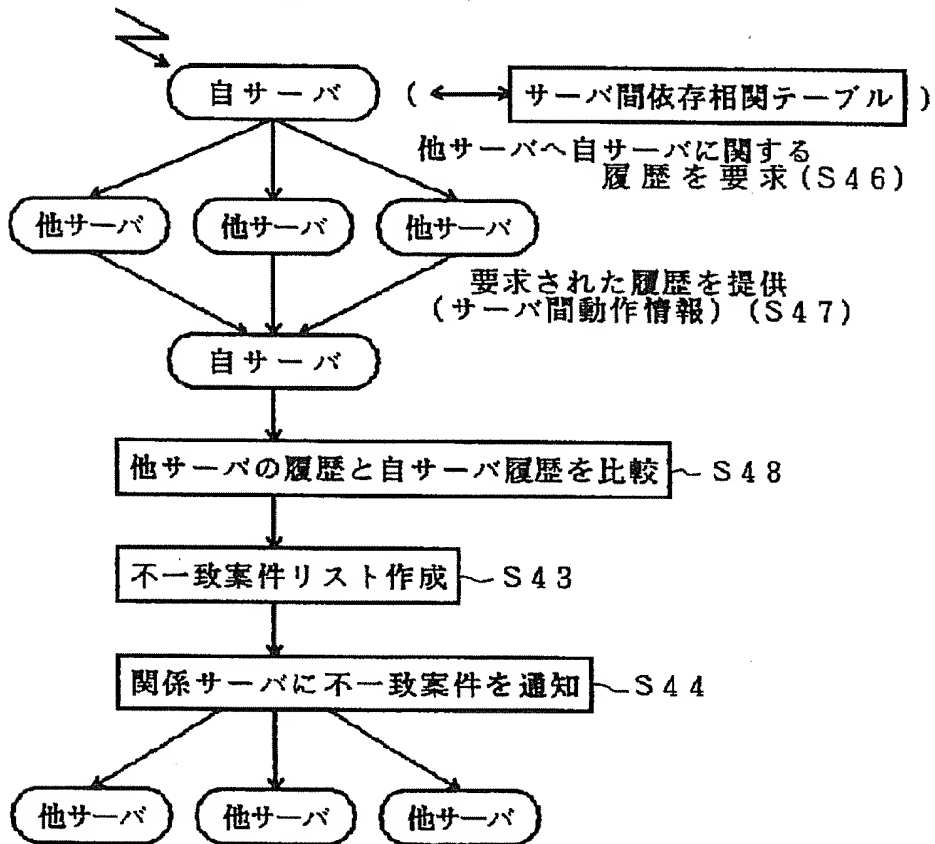 自サーバ ( サーバ間依存相関テーブル )
他サーバへ自サーバに関する
履歴を要求(S46)
他サーバ 他サーバ 他サーバ
要求された履歴を提供
(サーバ間動作情報) (S47)
自サーバ
他サーバの履歴と自サーバ履歴を比較 S48
不一致案件リスト作成 S43
関係サーバに不一致案件を通知 S44
他サーバ 他サーバ 他サーバ